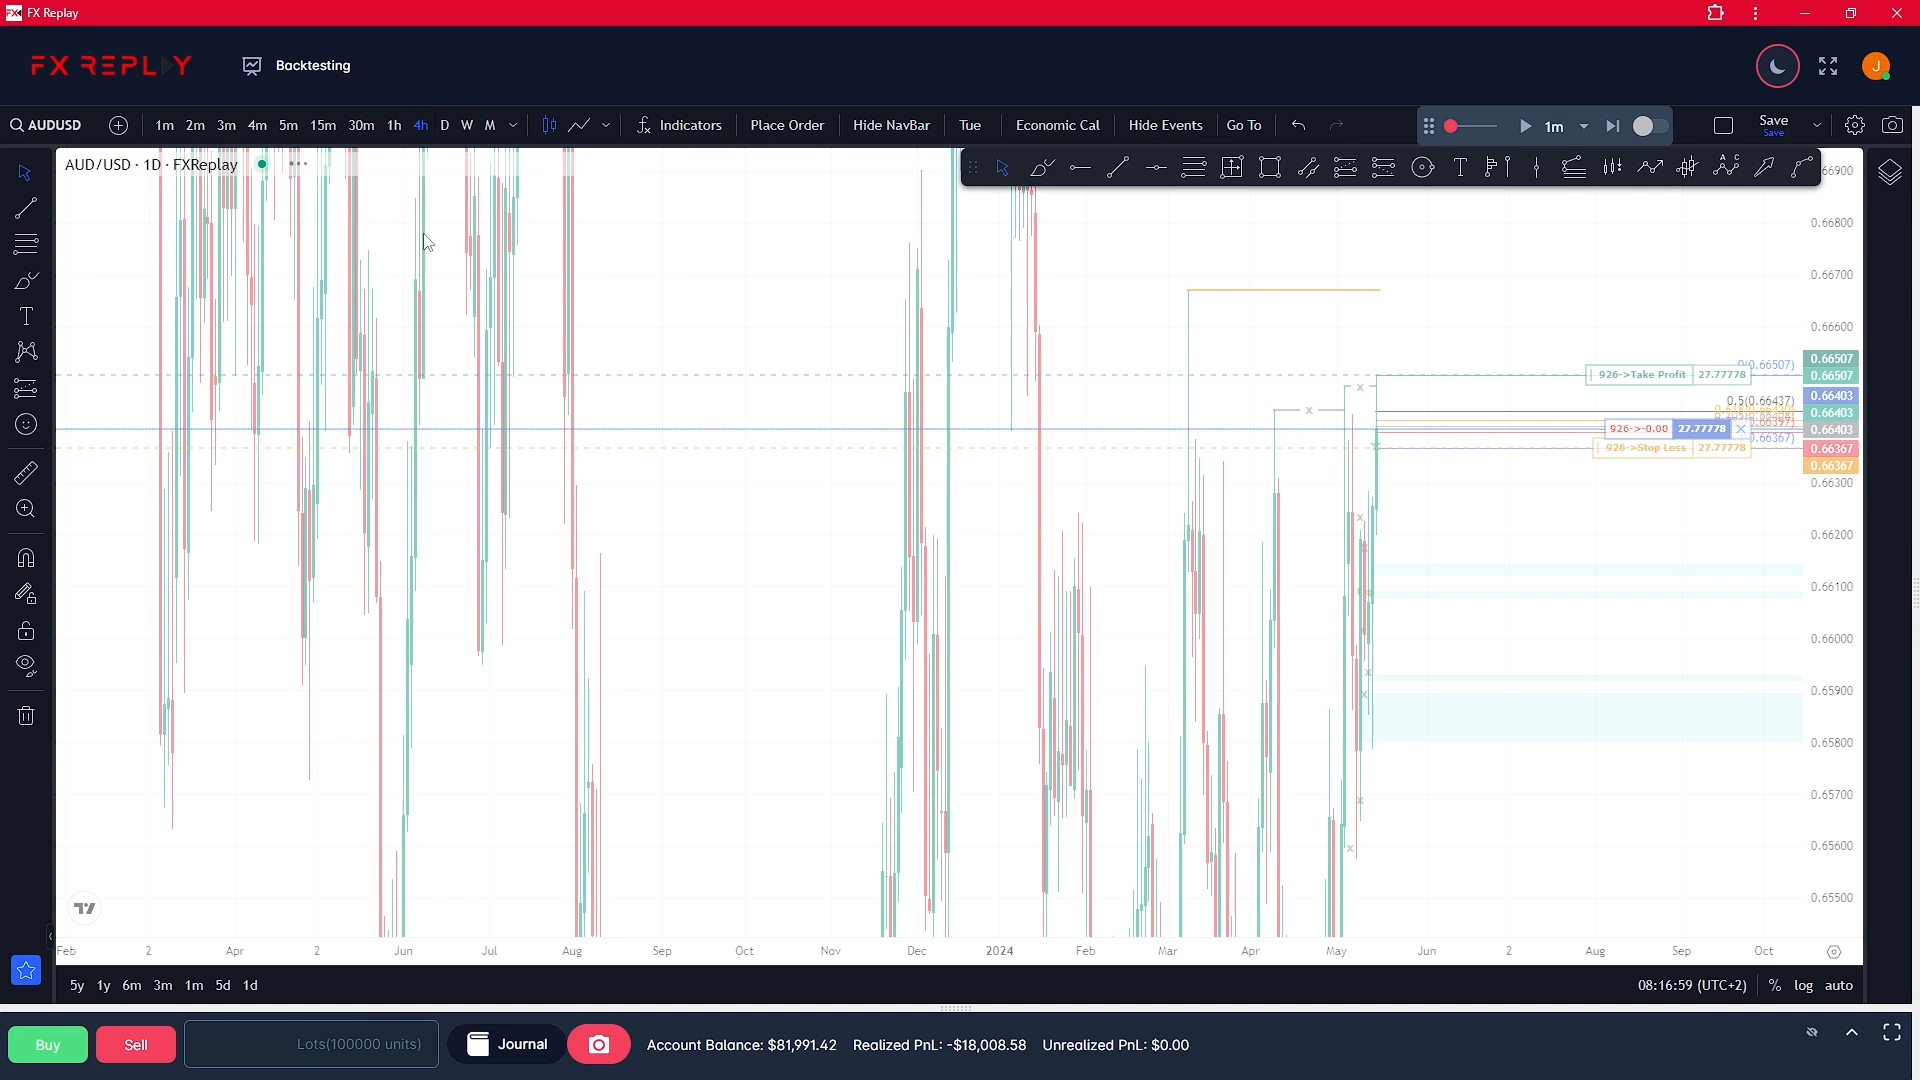 FX Replay
FX REPLAY
Backtesting
J
AUDUSD
1m 2m 3m 4m 5m 15m 30m 1h 4h D W M
Indicators
Place Order
Hide NavBar
Tue
Economic Cal
Hide Events
Go To
1m
Save
Save
AUD/USD · 1D · FXReplay
0.66800
0.66700
0.66600
0(0.66507)
0.66507
926->Take Profit 27.77778
0.66507
0.66403
0.5(0.66437)
0.66403
926->-0.00 27.77778
0.66403
926->Stop Loss 27.77778
0.66367
0.66367
0.66300
0.66200
0.66100
0.66000
0.65900
0.65800
0.65700
0.65600
0.65500
Feb 2 Apr 2 Jun Jul Aug Sep Oct Nov Dec 2024 Feb Mar Apr May Jun 2 Aug Sep Oct
5y 1y 6m 3m 1m 5d 1d
08:16:59 (UTC+2)
% log auto
Buy
Sell
Lots(100000 units)
Journal
Account Balance: $81,991.42 Realized PnL: -$18,008.58 Unrealized PnL: $0.00